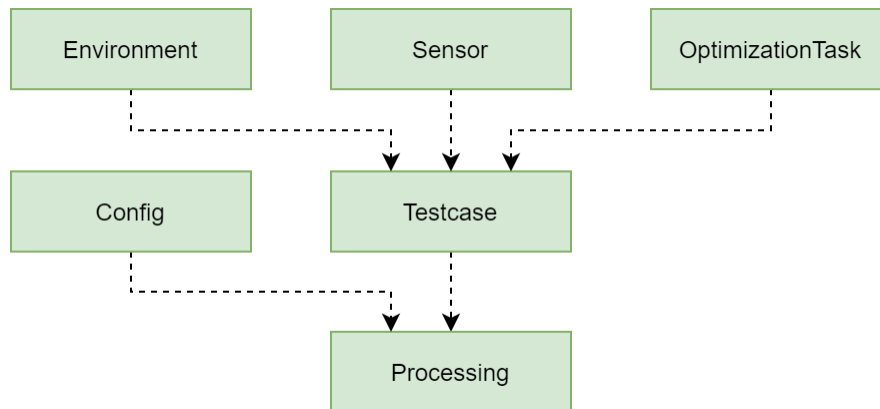 Environment
Sensor
OptimizationTask
Config
Testcase
Processing